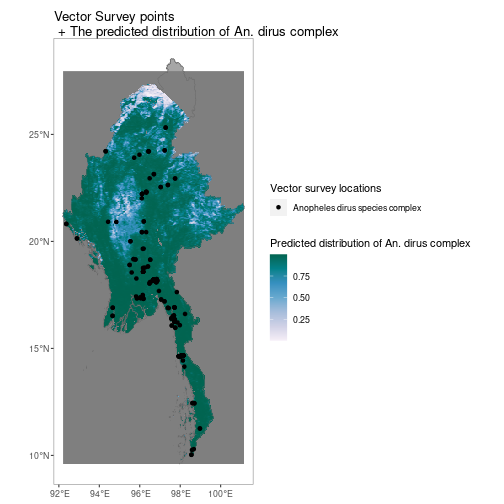 Vector Survey points
+ The predicted distribution of An. dirus complex
25°N
20°N
15°N
10°N
92°E 94°E 96°E 98°E 100°E
Vector survey locations
Anopheles dirus species complex
Predicted distribution of An. dirus complex
0.75
0.50
0.25